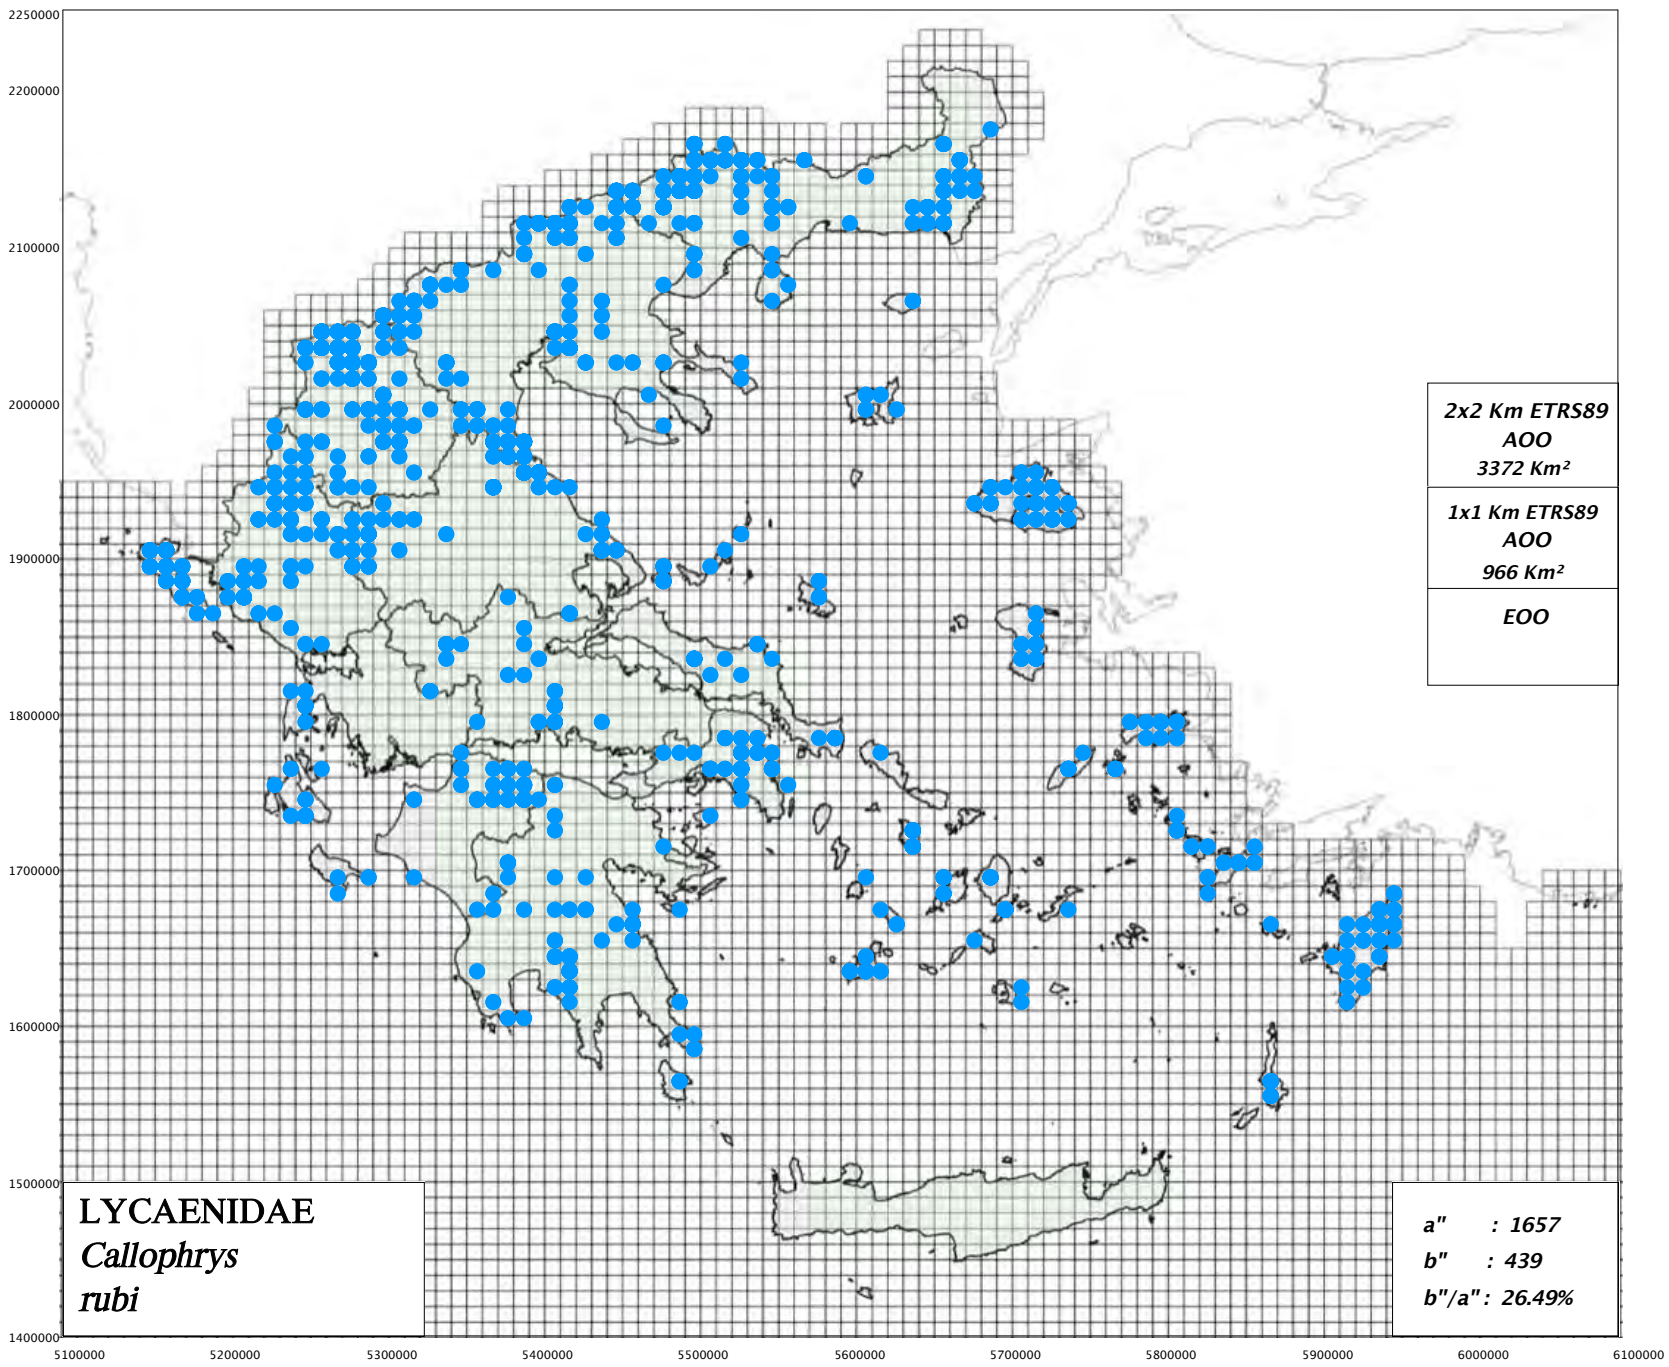 2250000
2200000
2100000
2000000
1900000
1800000
1700000
1600000
1500000
1400000
2x2 Km ETRS89
AOO
3372 Km²
1x1 Km ETRS89
AOO
966 Km²
EOO
LYCAENIDAE
Callophrys
rubi
a" : 1657
b" : 439
b"/a" : 26.49%
5100000 5200000 5300000 5400000 5500000 5600000 5700000 5800000 5900000 6000000 6100000